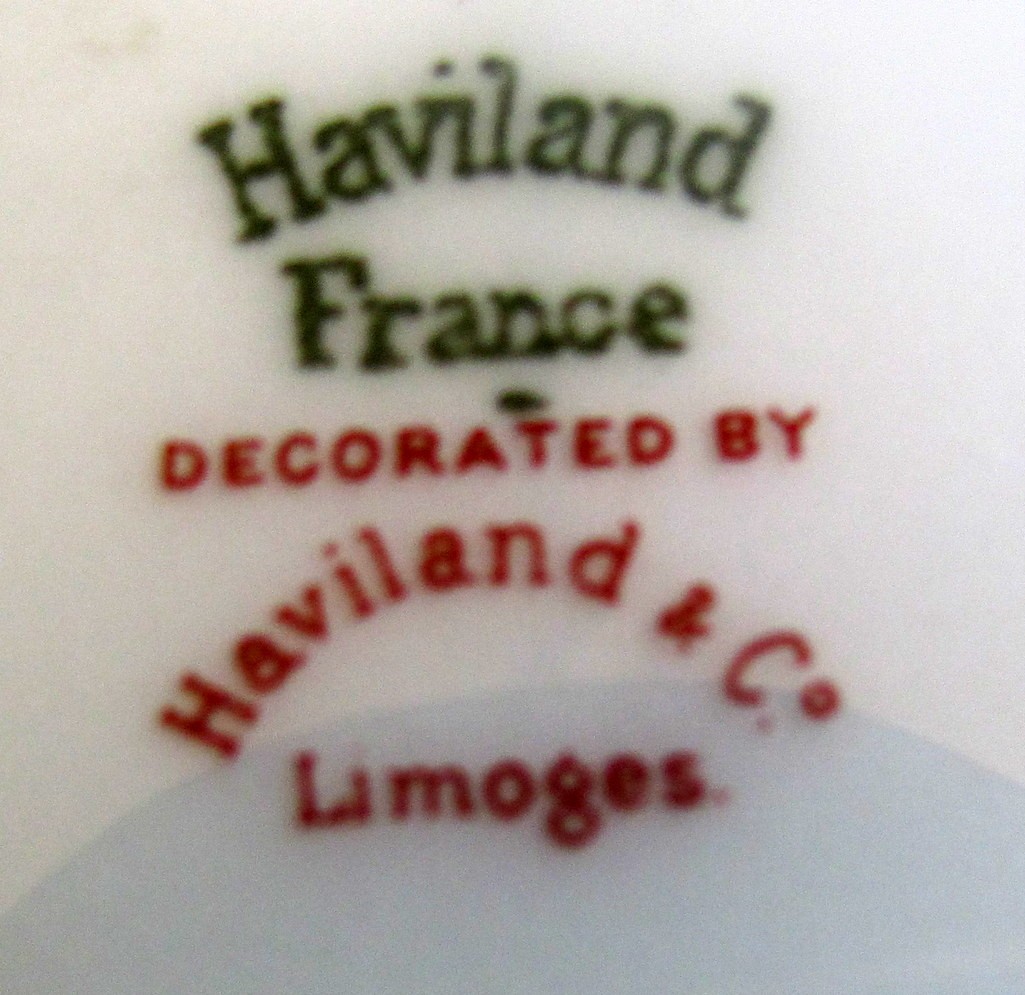 Haviland
France
DECORATED BY
Haviland & Co
Limoges.